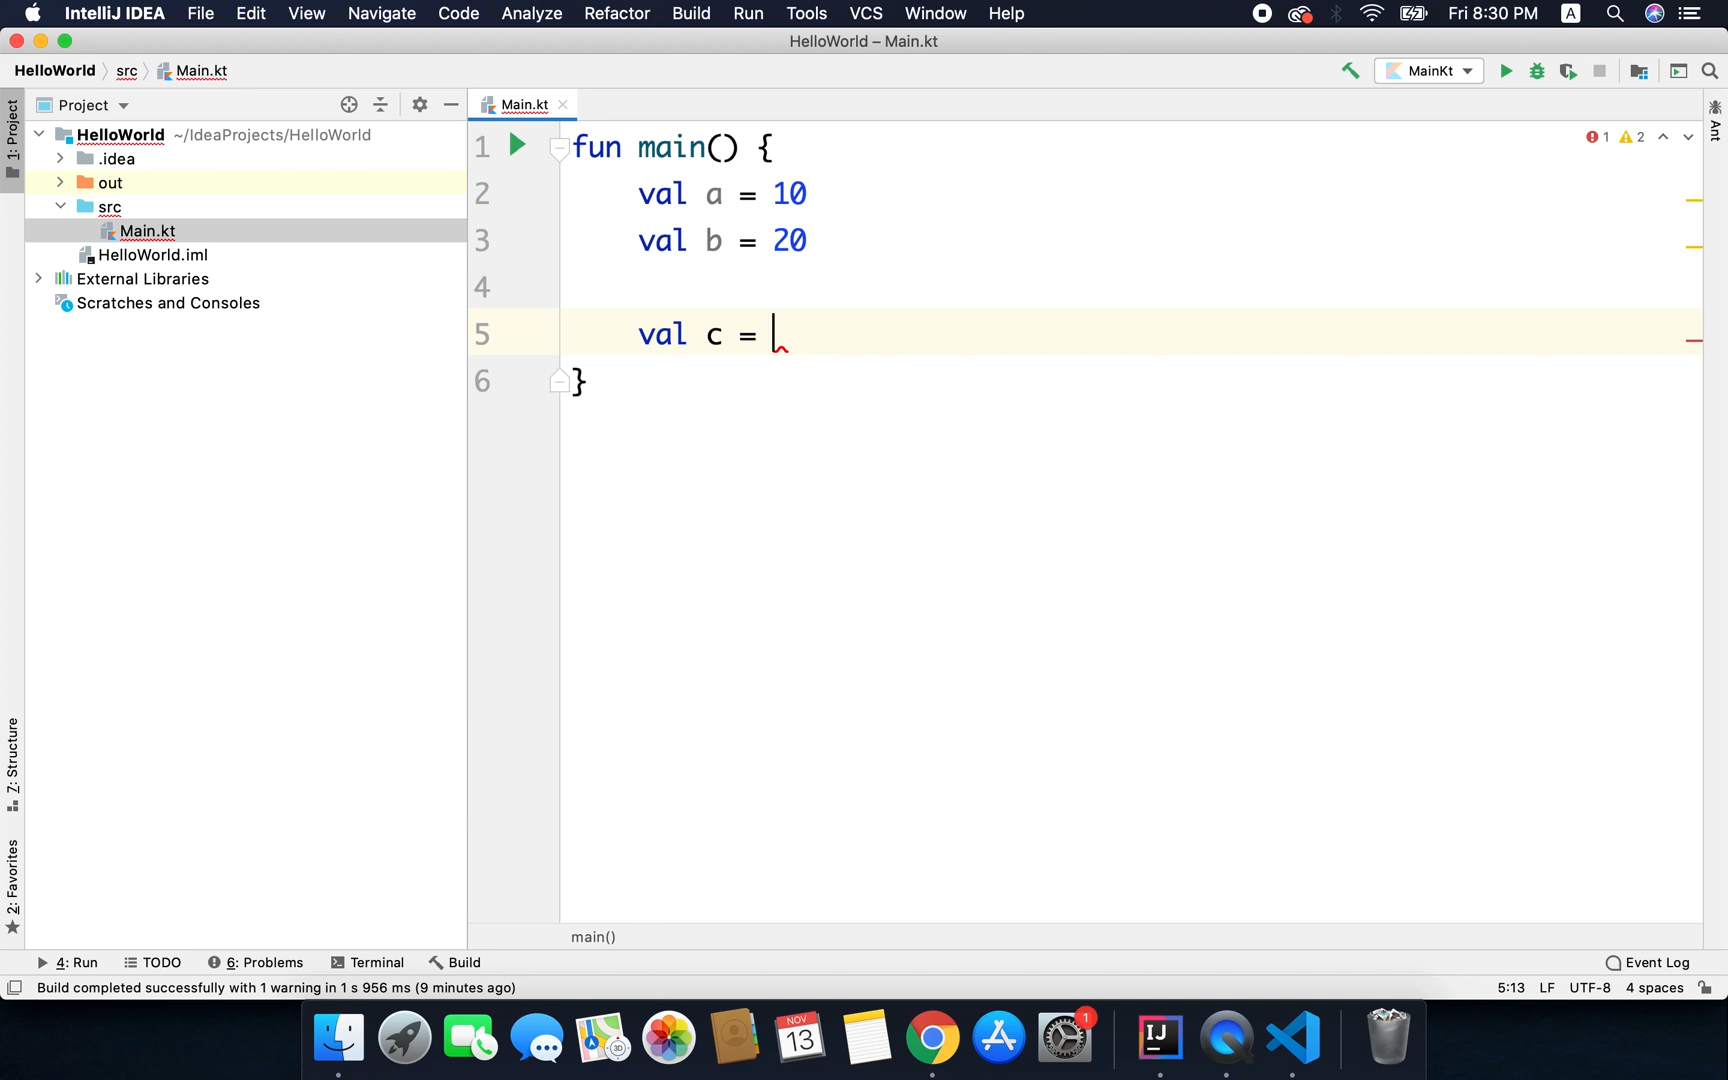 IntelliJ IDEA File Edit View Navigate Code Analyze Refactor Build Run Tools VCS Window Help Fri 8:30 PM A
HelloWorld – Main.kt
HelloWorld src Main.kt MainKt
1: Project
Project
Main.kt
Ant
HelloWorld ~/IdeaProjects/HelloWorld
.idea
out
src
Main.kt
HelloWorld.iml
External Libraries
Scratches and Consoles
1 fun main() {
2 val a = 10
3 val b = 20
4
5 val c =
6 }
1 2
Z: Structure
2: Favorites
main()
4: Run TODO 6: Problems Terminal Build Event Log
Build completed successfully with 1 warning in 1 s 956 ms (9 minutes ago) 5:13 LF UTF-8 4 spaces
3D
NOV
13
1
IJ